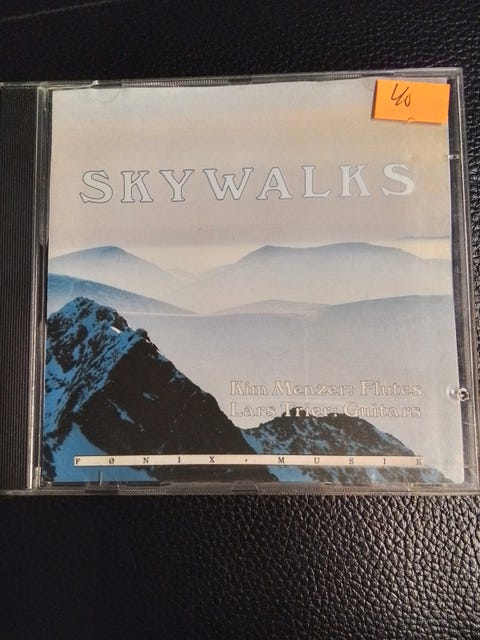 40
SKYWALKS
Kim Menzer: Flutes
Lars Trier: Guitars
FØNIX · MUSIK